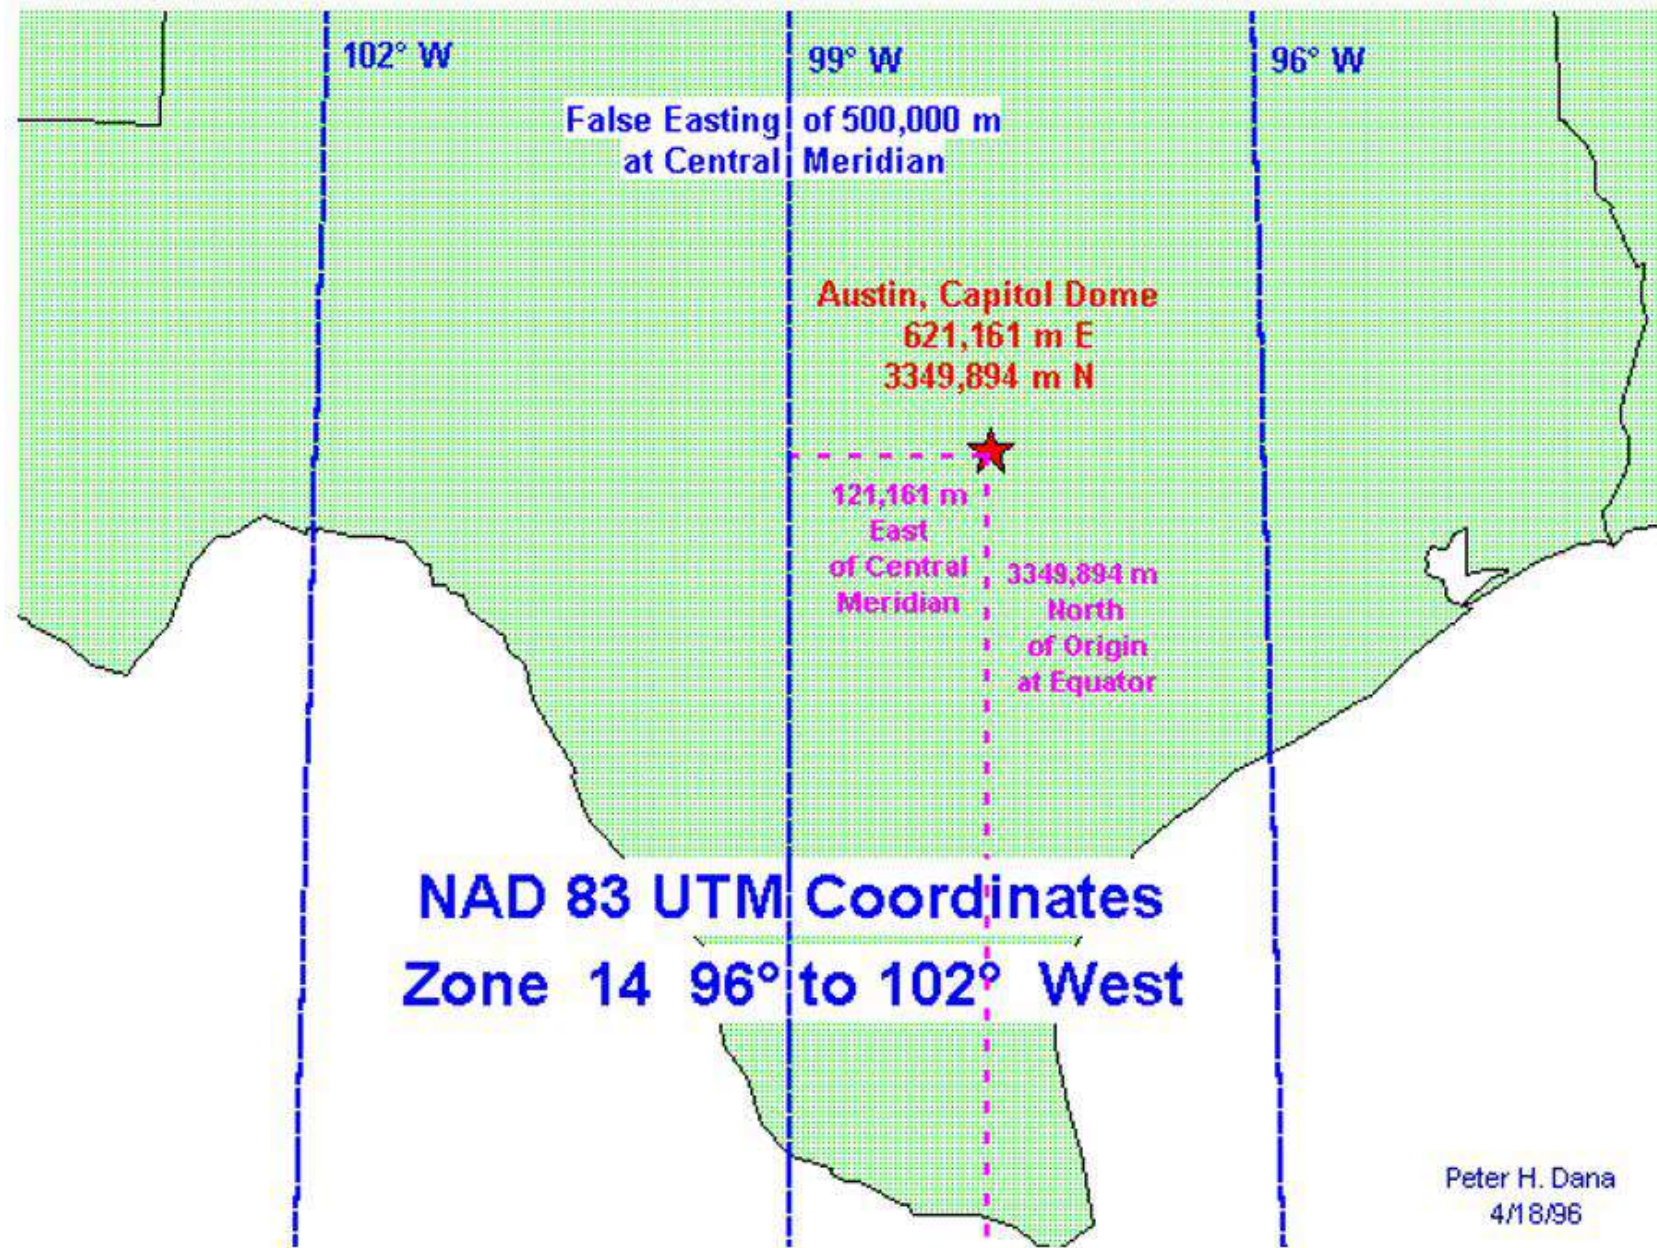 102° W
99° W
96° W
False Easting of 500,000 m
at Central Meridian
Austin, Capitol Dome
621,161 m E
3349,894 m N
121,161 m
East
of Central
Meridian
3349,894 m
North
of Origin
at Equator
NAD 83 UTM Coordinates
Zone 14 96° to 102° West
Peter H. Dana
4/18/96